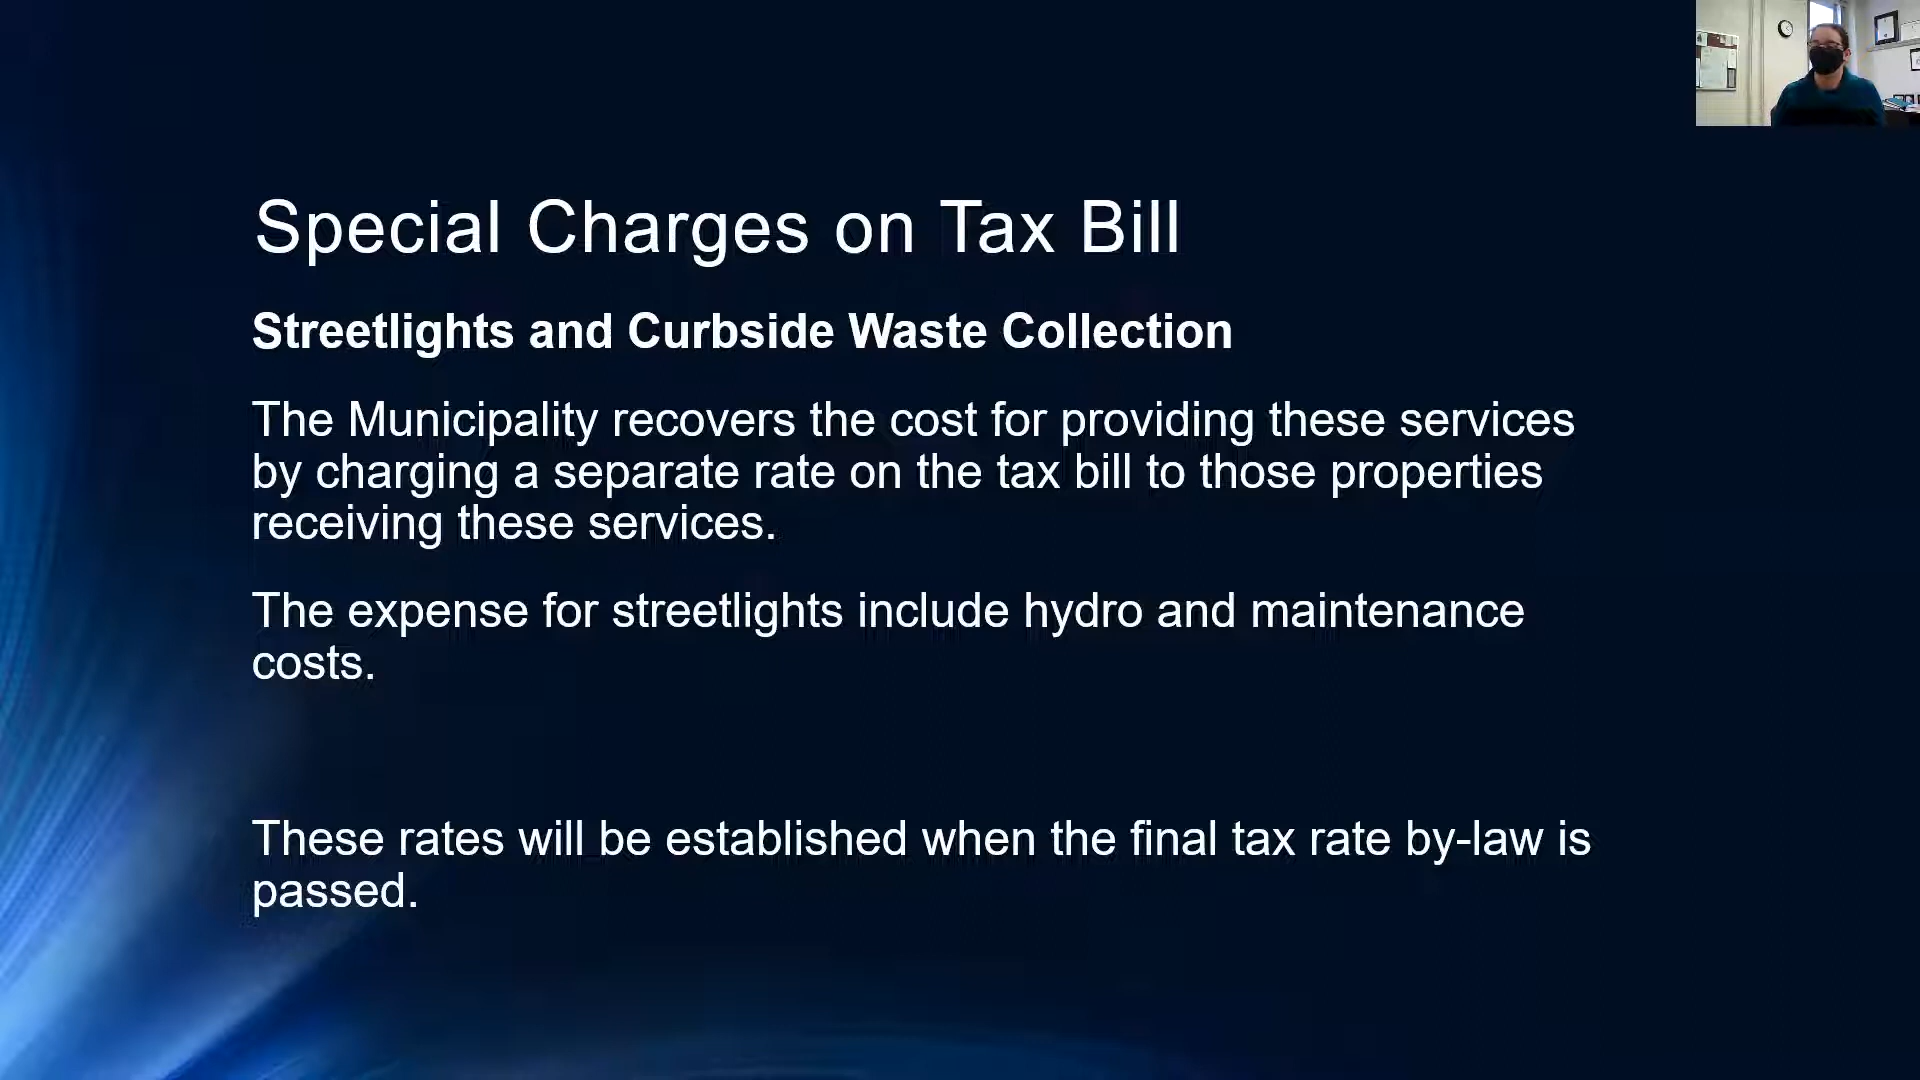 Special Charges on Tax Bill
Streetlights and Curbside Waste Collection
The Municipality recovers the cost for providing these services
by charging a separate rate on the tax bill to those properties
receiving these services.
The expense for streetlights include hydro and maintenance
costs.
These rates will be established when the final tax rate by-law is
passed.